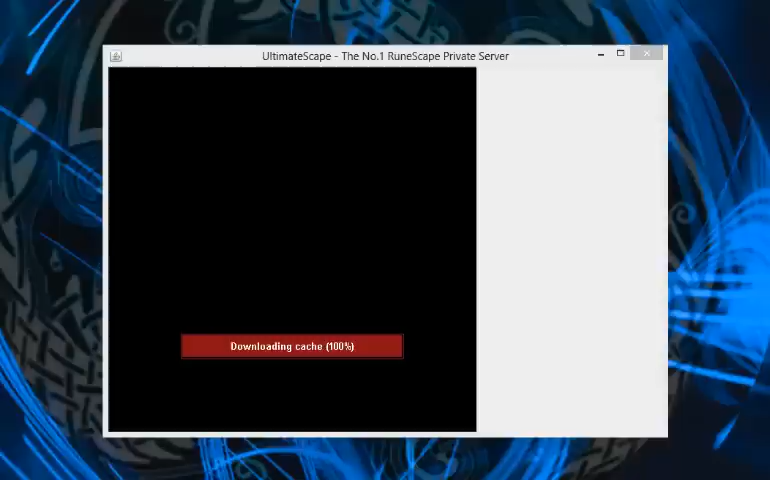 UltimateScape - The No.1 RuneScape Private Server
Downloading cache (100%)